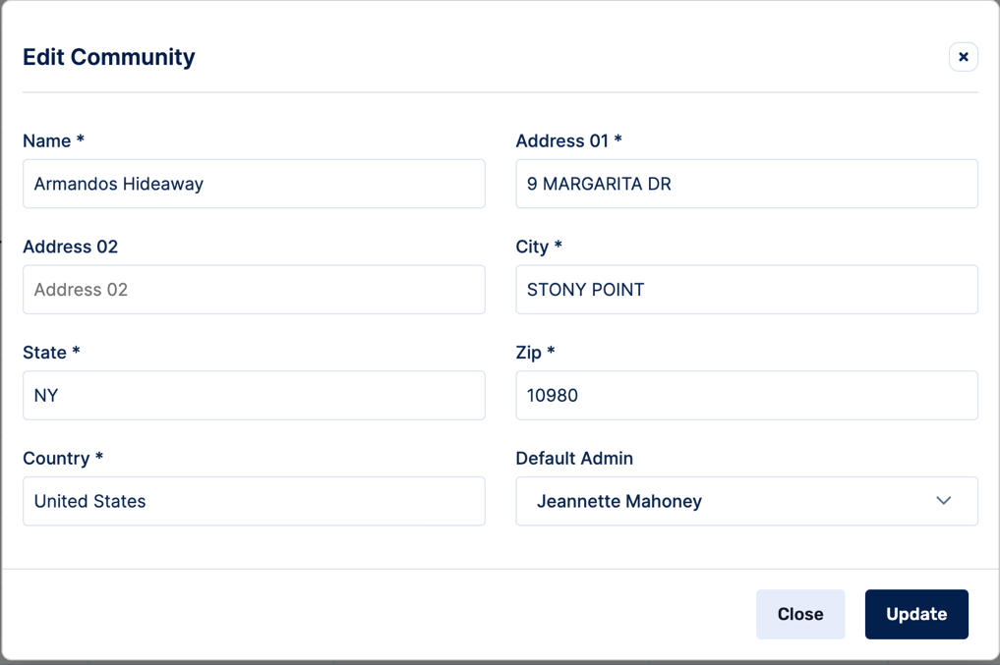 Edit Community
Name *
Address 01 *
Armandos Hideaway
9 MARGARITA DR
Address 02
City *
Address 02
STONY POINT
State *
Zip *
NY
10980
Country *
Default Admin
United States
Jeannette Mahoney
Close
Update